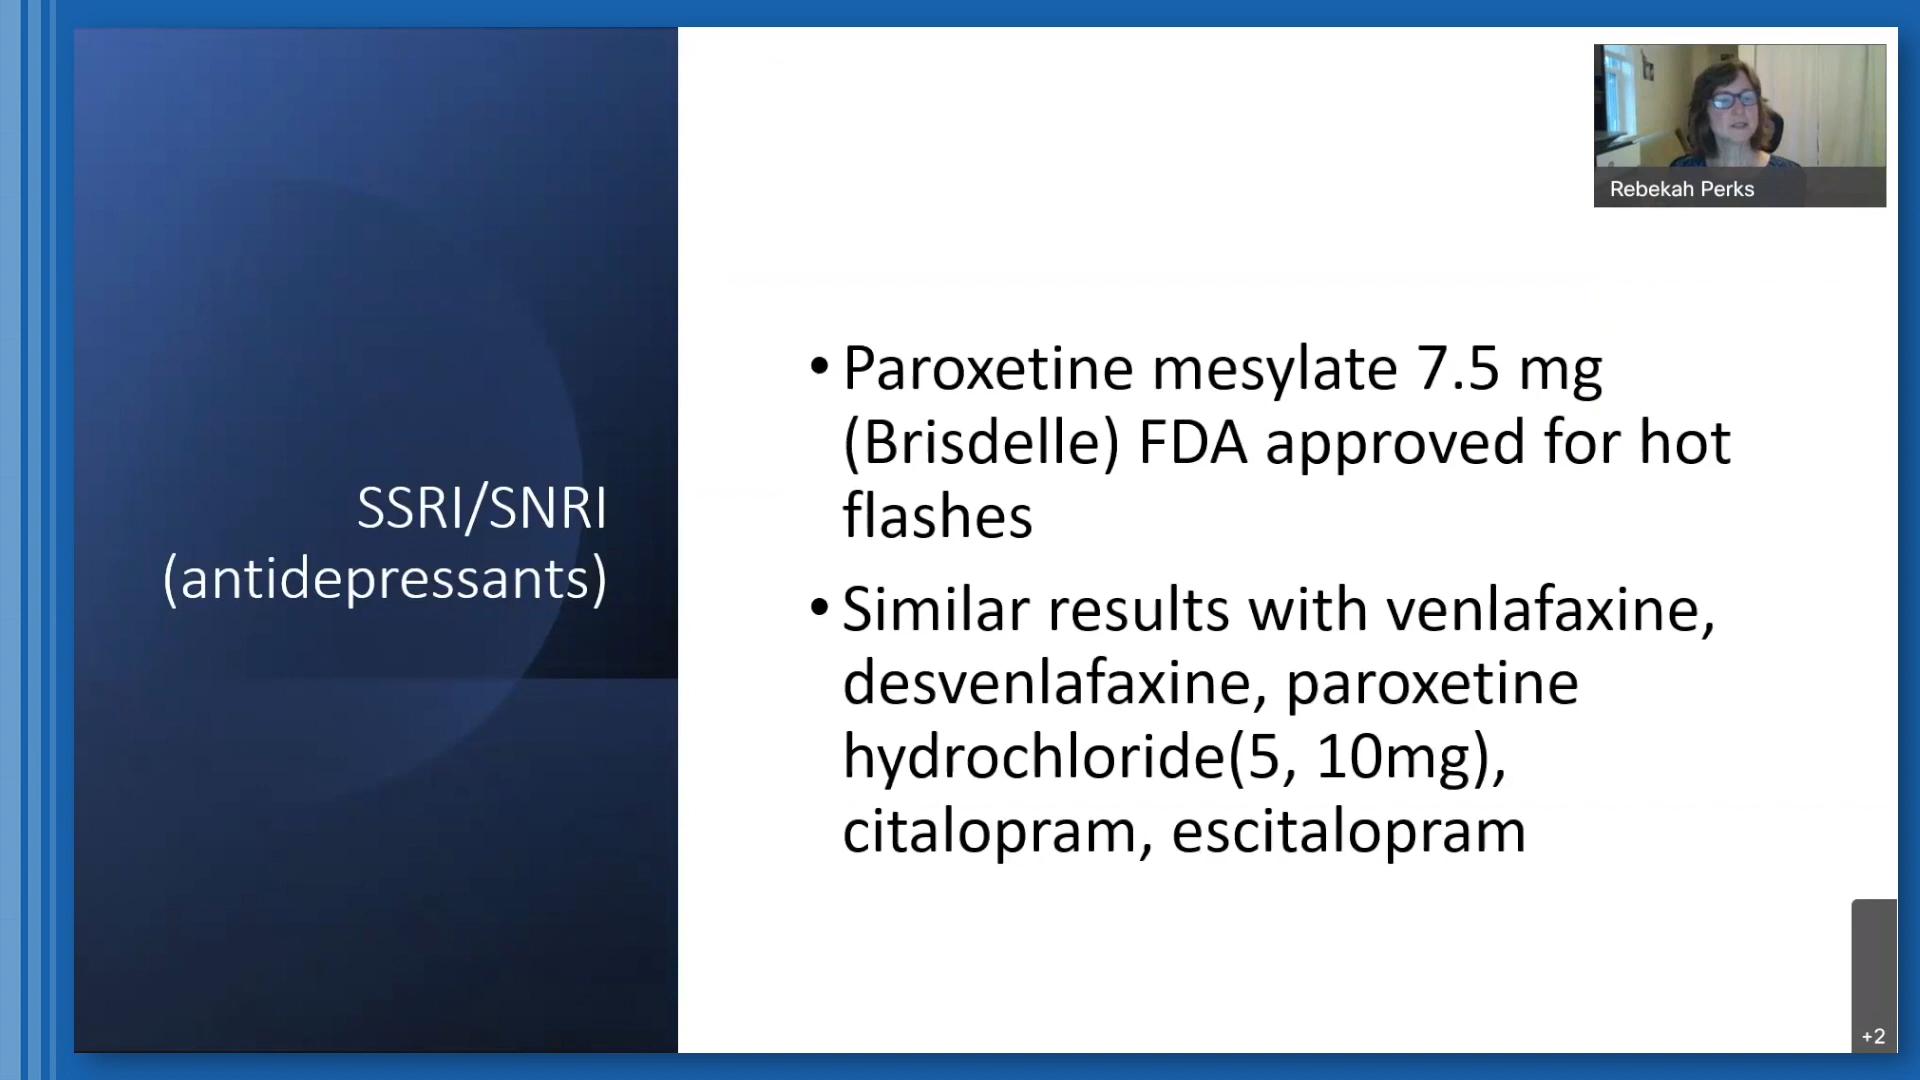 SSRI/SNRI
(antidepressants)
• Paroxetine mesylate 7.5 mg
(Brisdelle) FDA approved for hot
flashes
• Similar results with venlafaxine,
desvenlafaxine, paroxetine
hydrochloride(5, 10mg),
citalopram, escitalopram
Rebekah Perks
+2